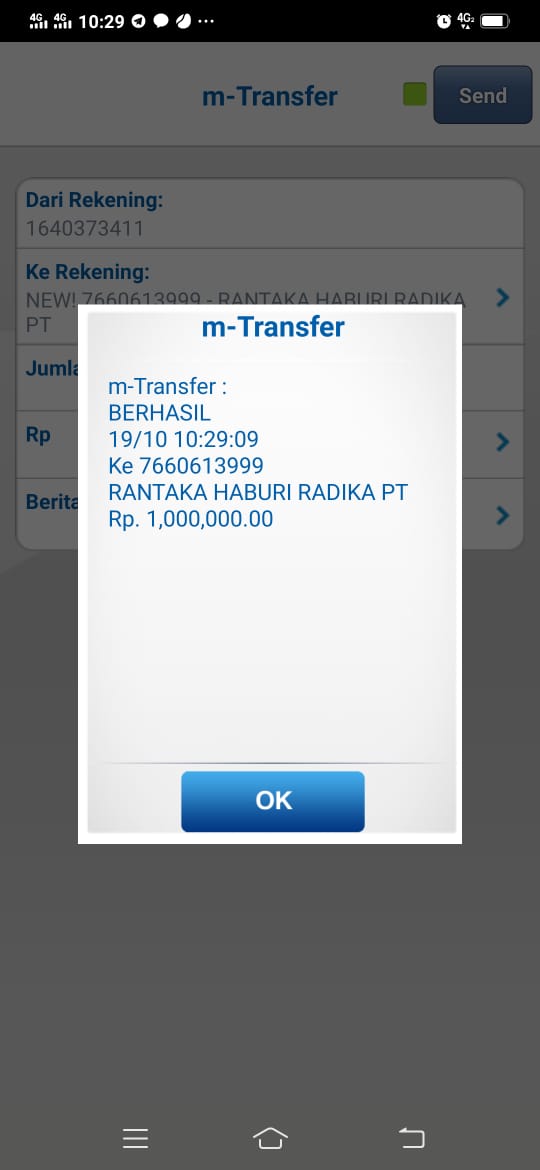 4G 4G 10:29 ... 4G2
m-Transfer
Send
Dari Rekening:
1640373411
Ke Rekening:
NEW! 7660613999 - RANTAKA HABURI RADIKA
PT
Jumla
Rp
Berita
m-Transfer
m-Transfer :
BERHASIL
19/10 10:29:09
Ke 7660613999
RANTAKA HABURI RADIKA PT
Rp. 1,000,000.00
OK